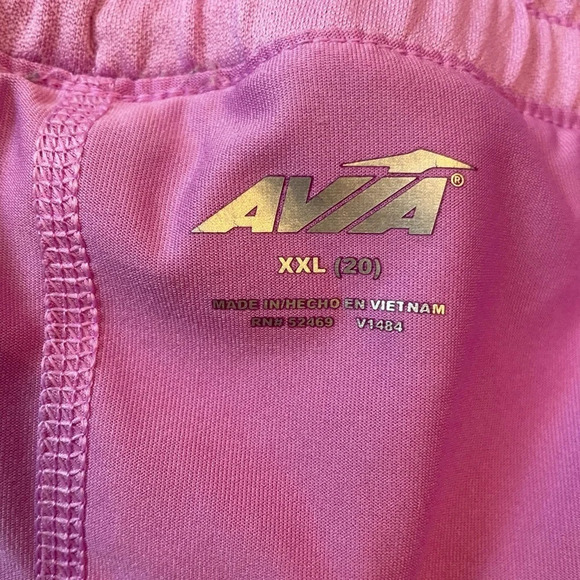 AVIA®
XXL (20)
MADE IN/HECHO EN VIETNAM
RN# 52469 V1484